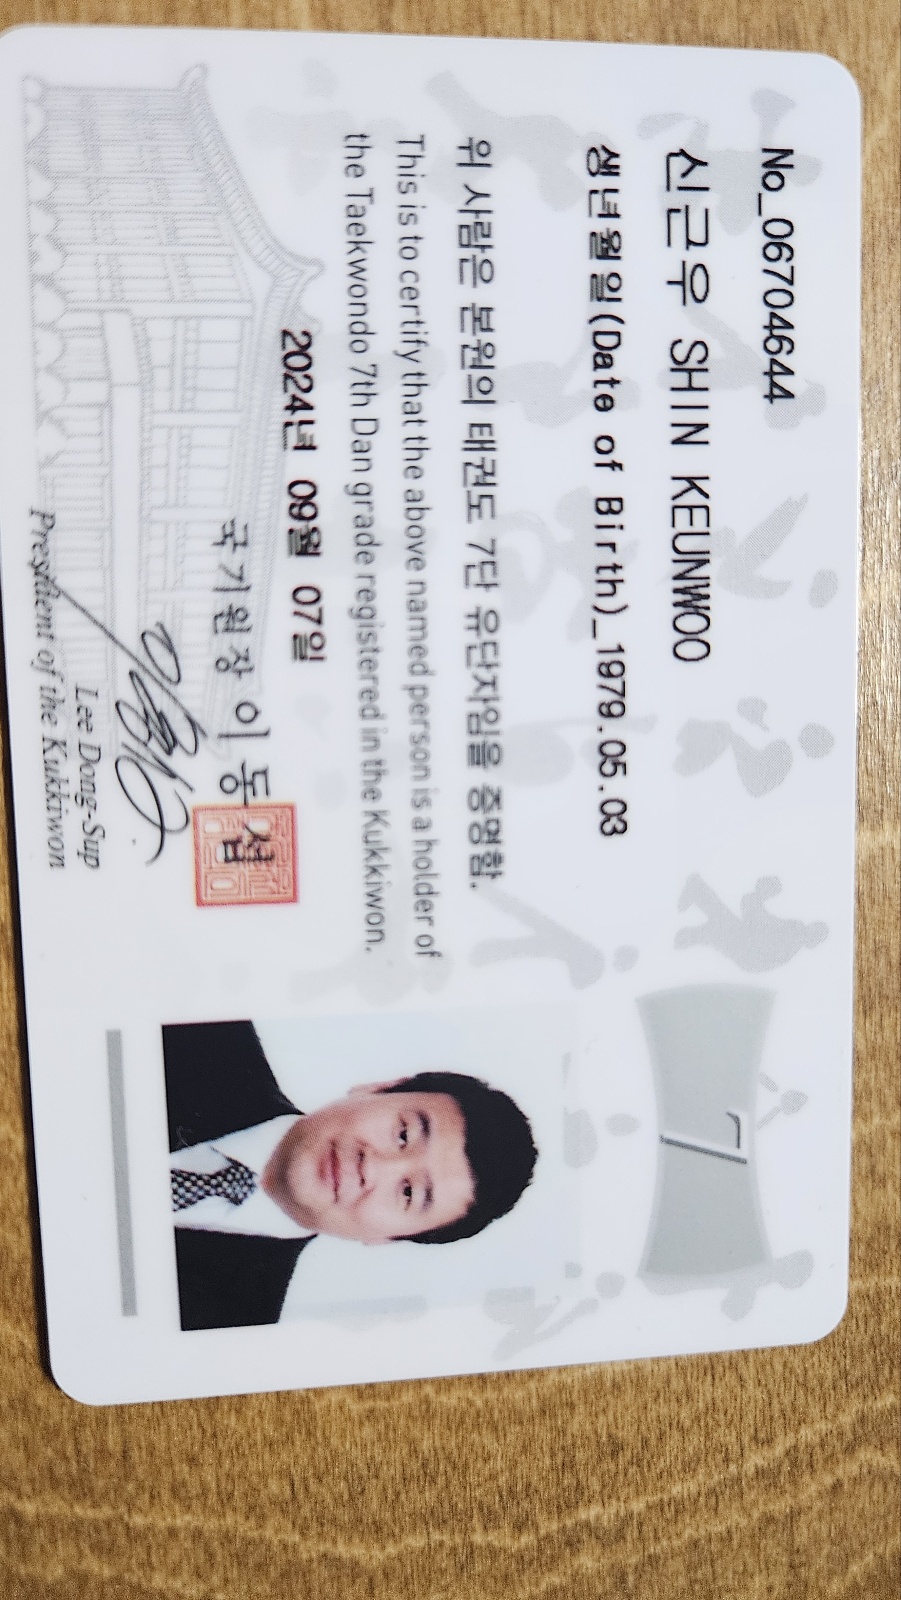 No_06704644
신근우 SHIN KEUNWOO
생년월일(Date of Birth)_1979.05.03
위 사람은 본원의 태권도 7단 유단자임을 증명함.
This is to certify that the above named person is a holder of
the Taekwondo 7th Dan grade registered in the Kukkiwon.
2024년 09월 07일
국기원장 이동섭
Lee Dong-Sup
President of the Kukkiwon
7